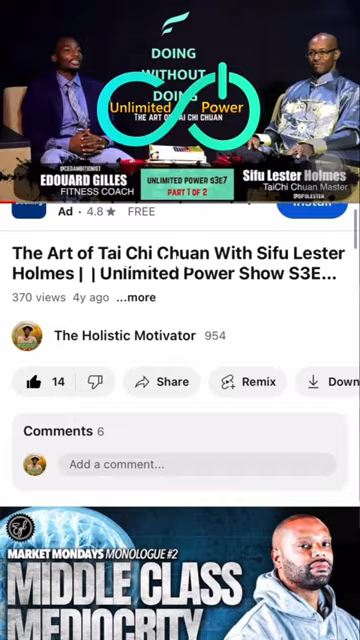 DOING
WITHOUT
DOING
Unlimited Power
THE ART OF TAI CHI CHUAN
@CEOAMBITIONIST
EDOUARD GILLES
FITNESS COACH
UNLIMITED POWER S3E7
PART 1 OF 2
Sifu Lester Holmes
TaiChi Chuan Master
@SIFULESTER
Ad · 4.8★ FREE
Install
The Art of Tai Chi Chuan With Sifu Lester
Holmes | | Unlimited Power Show S3E...
370 views 4y ago ...more
The Holistic Motivator 954
14 Share Remix Down
Comments 6
Add a comment...
MARKET MONDAYS MONOLOGUE #2
MIDDLE CLASS
MEDIOCRITY